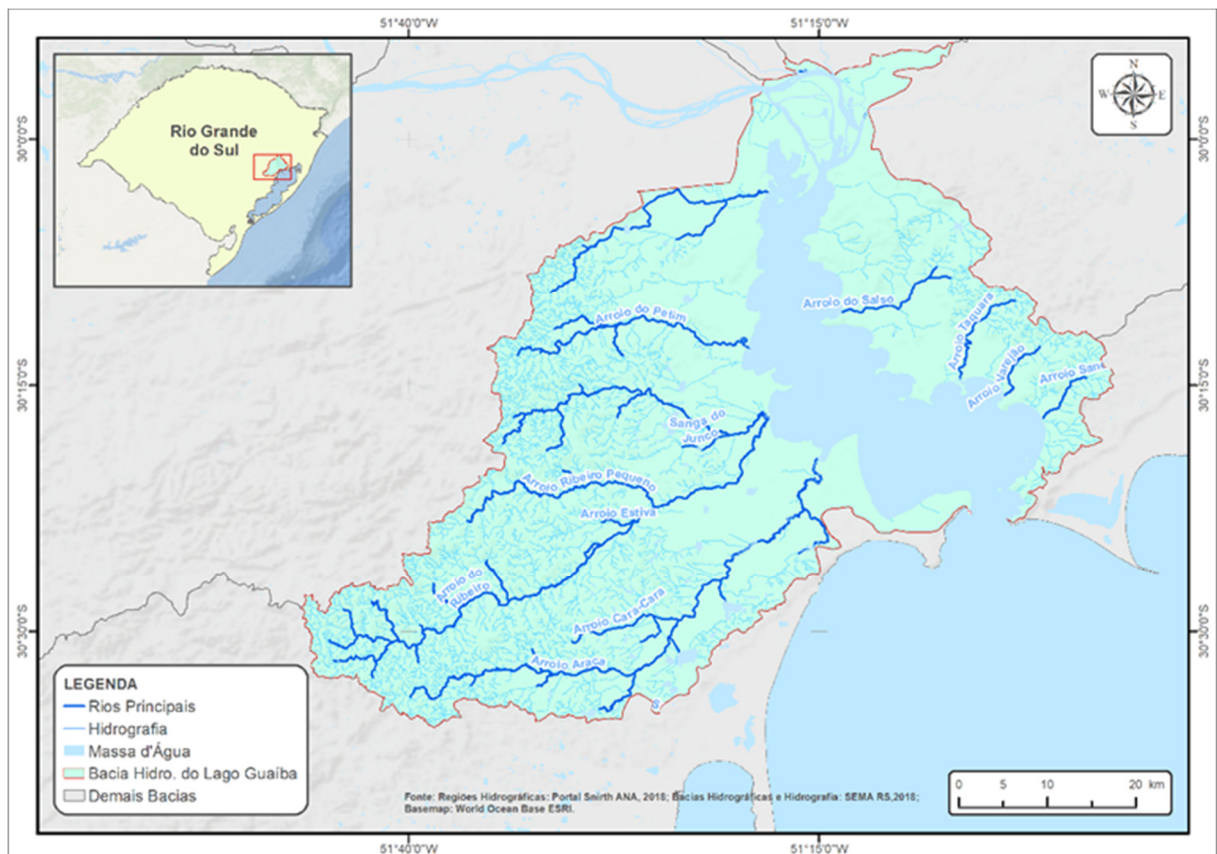 51°40'0"W
51°15'0"W
Rio Grande
do Sul
N
W
E
S
30°0'0"S
30°0'0"S
Arroio do Petim
Arroio do Salso
Arroio Taquara
30°15'0"S
30°15'0"S
Arroio Varejão
Arroio Sane
Sanga do
Junco
Arroio Ribeiro Pequeno
Arroio Estiva
Arroio do
Ribeiro
Arroio Cara-Cara
30°30'0"S
30°30'0"S
Arroio Araca
S
LEGENDA
Rios Principais
Hidrografia
Massa d'Água
Bacia Hidro. do Lago Guaíba
Demais Bacias
0 5 10 20 km
Fonte: Regiões Hidrográficas: Portal Snirth ANA, 2018; Bacias Hidrográficas e Hidrografia: SEMA RS,2018;
Basemap: World Ocean Base ESRI.
51°40'0"W
51°15'0"W